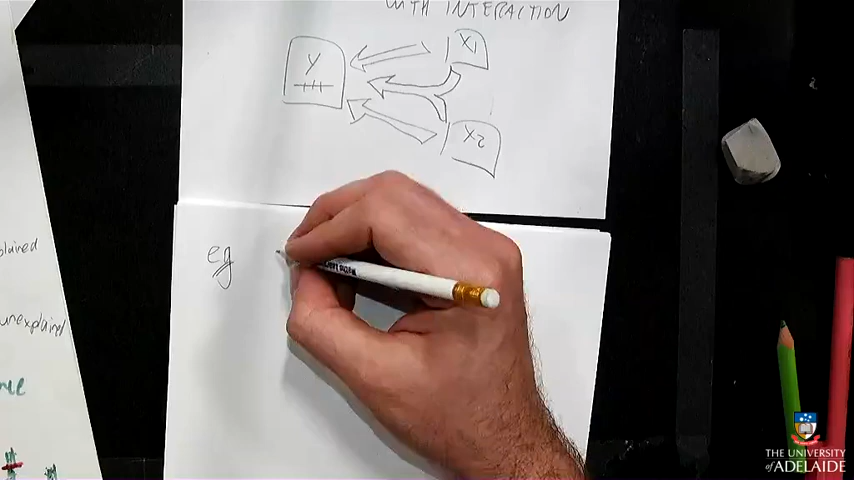 WITH INTERACTION
Y
X1
X2
eg
plained
unexplained
THE UNIVERSITY
of ADELAIDE